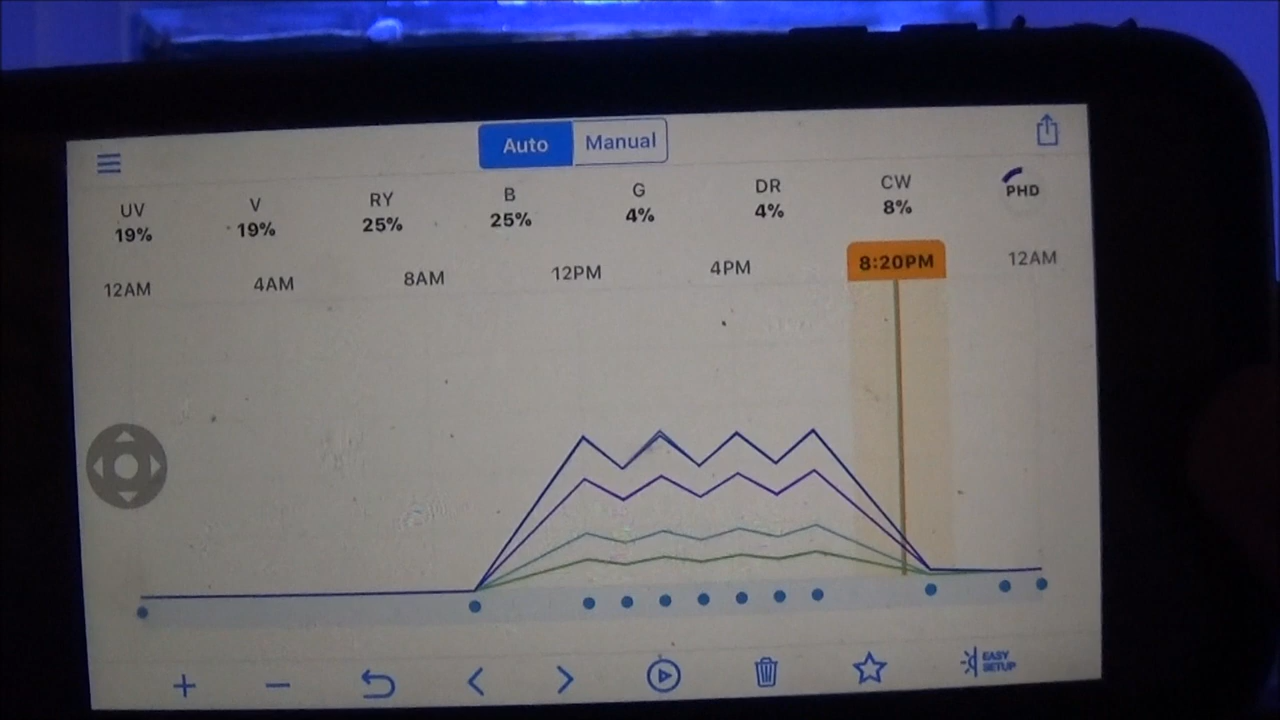 Auto Manual
UV V RY B G DR CW PHD
19% 19% 25% 25% 4% 4% 8%
12AM 4AM 8AM 12PM 4PM 8:20PM 12AM
EASY
SETUP